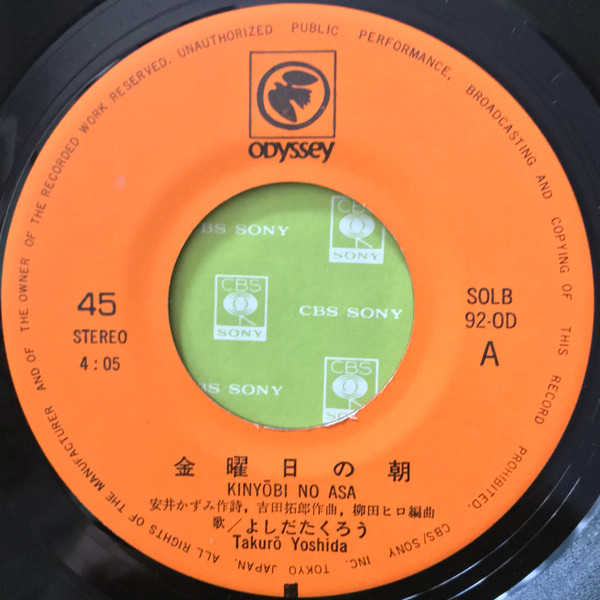 ALL RIGHTS OF THE MANUFACTURER AND OF THE OWNER OF THE RECORDED WORK RESERVED. UNAUTHORIZED PUBLIC PERFORMANCE, BROADCASTING AND COPYING OF THIS RECORD PROHIBITED.
ODYSSEY
BS SONY
SONY
CBS
SONY
CBS/SONY
BS SONY
CBS
SO
45
STEREO
4:05
SOLB
92-OD
A
金曜日の朝
KINYŌBI NO ASA
安井かずみ作詩, 吉田拓郎作曲, 柳田ヒロ編曲
歌/よしだたくろう
Takurō Yoshida
CBS/SONY INC. TOKYO JAPAN.